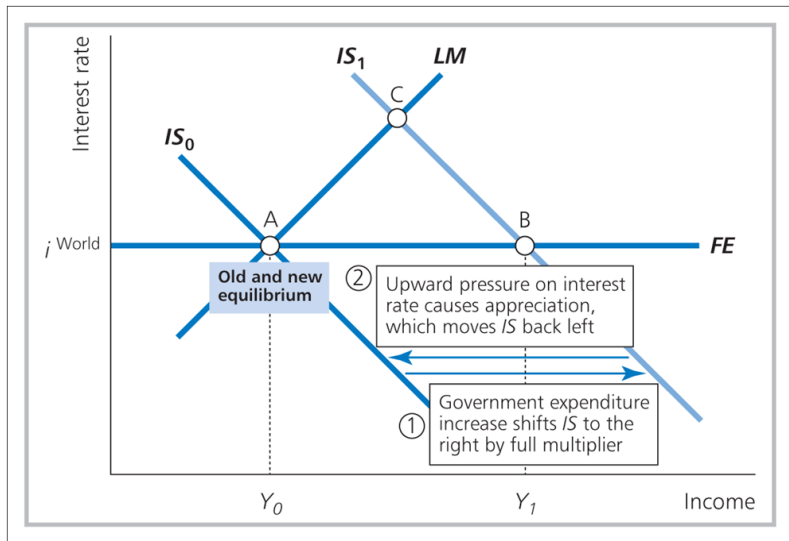 Interest rate
IS₁
LM
C
IS₀
A
B
i World
FE
Old and new
equilibrium
② Upward pressure on interest
rate causes appreciation,
which moves IS back left
① Government expenditure
increase shifts IS to the
right by full multiplier
Y₀
Y₁
Income